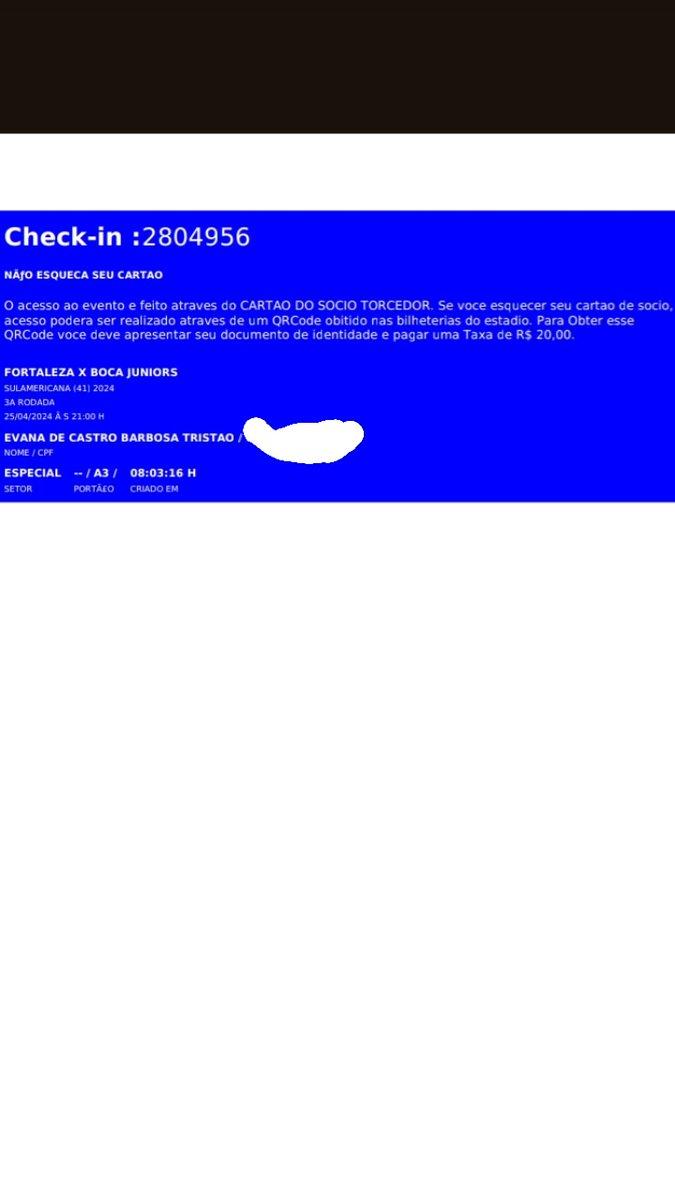 Check-in :2804956
NÃƒO ESQUECA SEU CARTAO
O acesso ao evento e feito atraves do CARTAO DO SOCIO TORCEDOR. Se voce esquecer seu cartao de socio,
acesso podera ser realizado atraves de um QRCode obitido nas bilheterias do estadio. Para Obter esse
QRCode voce deve apresentar seu documento de identidade e pagar uma Taxa de R$ 20,00.
FORTALEZA X BOCA JUNIORS
SULAMERICANA (41) 2024
3A RODADA
25/04/2024 Ã S 21:00 H
EVANA DE CASTRO BARBOSA TRISTAO /
NOME / CPF
ESPECIAL -- / A3 / 08:03:16 H
SETOR PORTÃ£O CRIADO EM